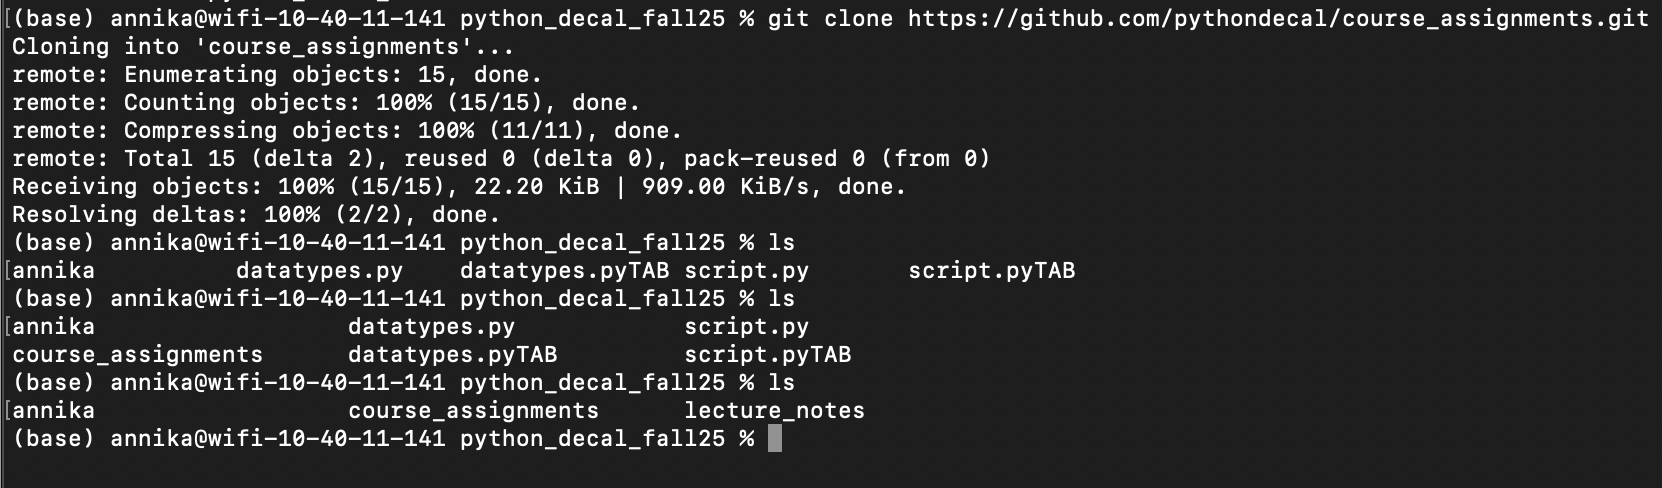 (base) annika@wifi-10-40-11-141 python_decal_fall25 % git clone https://github.com/pythondecal/course_assignments.git
Cloning into 'course_assignments'...
remote: Enumerating objects: 15, done.
remote: Counting objects: 100% (15/15), done.
remote: Compressing objects: 100% (11/11), done.
remote: Total 15 (delta 2), reused 0 (delta 0), pack-reused 0 (from 0)
Receiving objects: 100% (15/15), 22.20 KiB | 909.00 KiB/s, done.
Resolving deltas: 100% (2/2), done.
(base) annika@wifi-10-40-11-141 python_decal_fall25 % ls
annika          datatypes.py    datatypes.pyTAB script.py       script.pyTAB
(base) annika@wifi-10-40-11-141 python_decal_fall25 % ls
annika                  datatypes.py            script.py
course_assignments      datatypes.pyTAB         script.pyTAB
(base) annika@wifi-10-40-11-141 python_decal_fall25 % ls
annika                  course_assignments      lecture_notes
(base) annika@wifi-10-40-11-141 python_decal_fall25 %